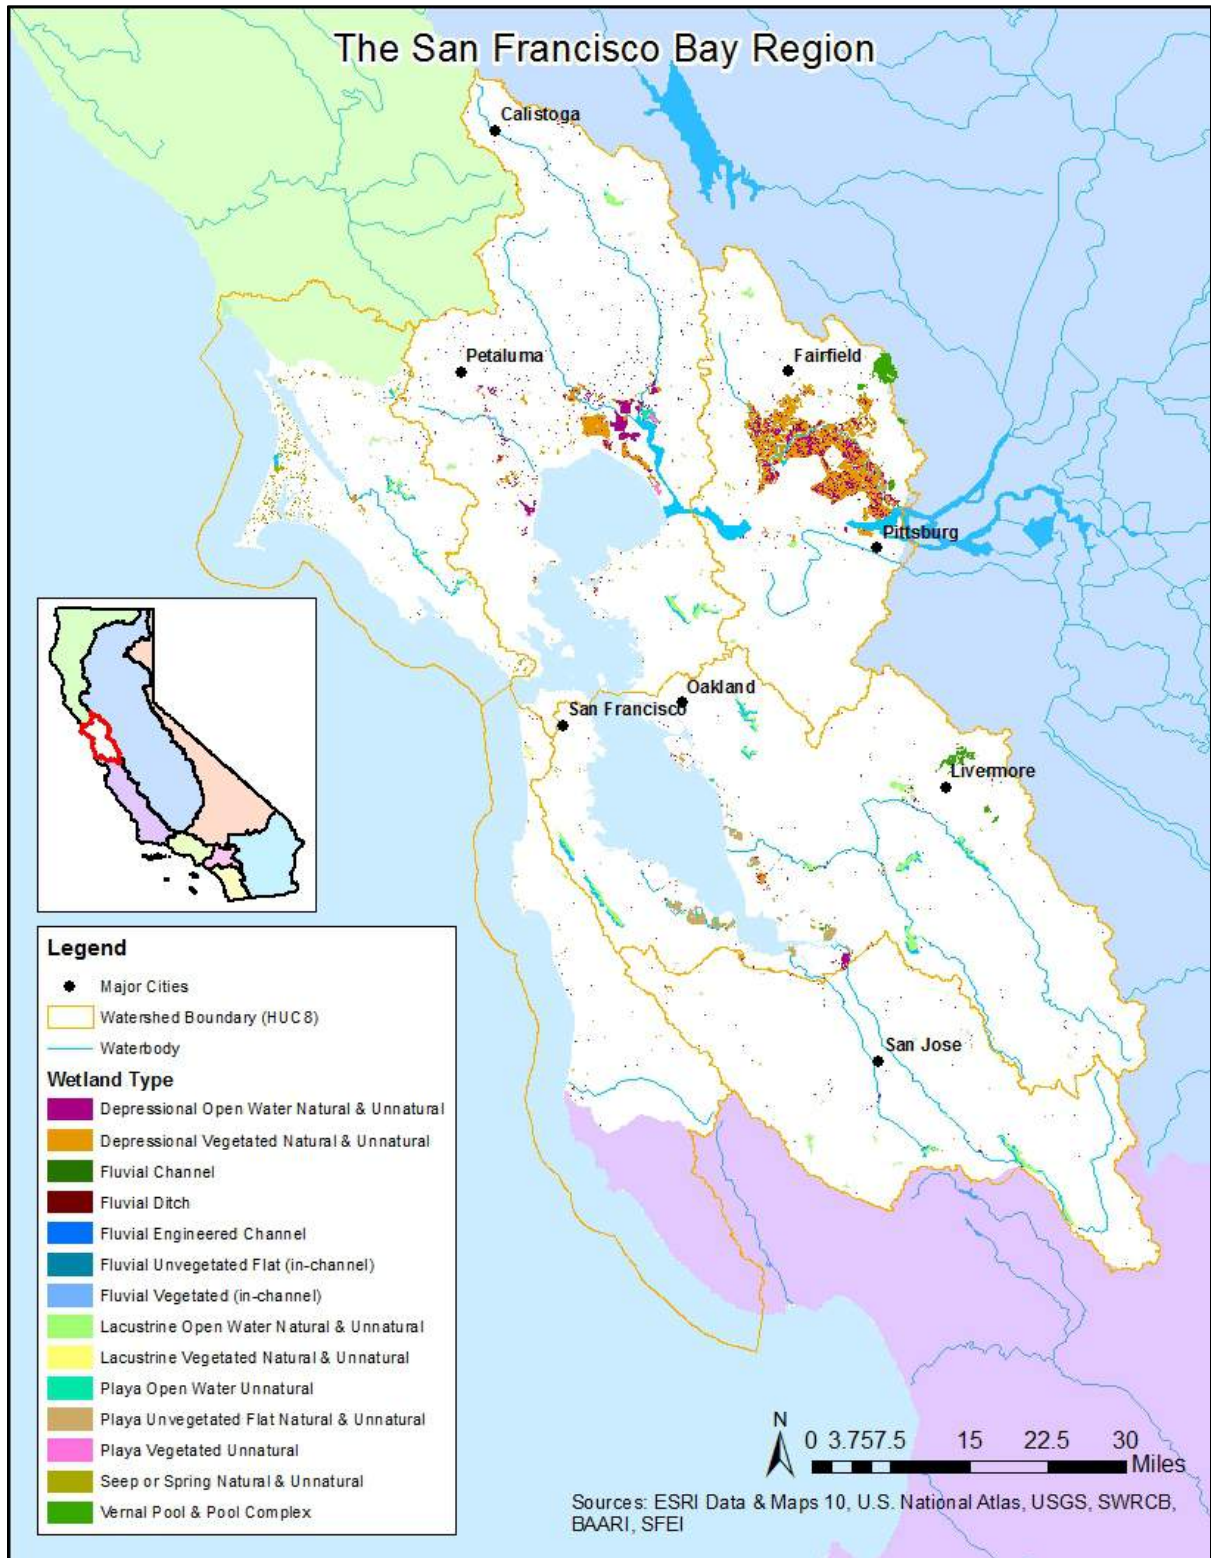 The San Francisco Bay Region
Calistoga
Petaluma
Fairfield
Pittsburg
Oakland
San Francisco
Livermore
San Jose
Legend
Major Cities
Watershed Boundary (HUC 8)
Waterbody
Wetland Type
Depressional Open Water Natural & Unnatural
Depressional Vegetated Natural & Unnatural
Fluvial Channel
Fluvial Ditch
Fluvial Engineered Channel
Fluvial Unvegetated Flat (in-channel)
Fluvial Vegetated (in-channel)
Lacustrine Open Water Natural & Unnatural
Lacustrine Vegetated Natural & Unnatural
Playa Open Water Unnatural
Playa Unvegetated Flat Natural & Unnatural
Playa Vegetated Unnatural
Seep or Spring Natural & Unnatural
Vernal Pool & Pool Complex
N
0 3.75 7.5 15 22.5 30
Miles
Sources: ESRI Data & Maps 10, U.S. National Atlas, USGS, SWRCB,
BAARI, SFEI